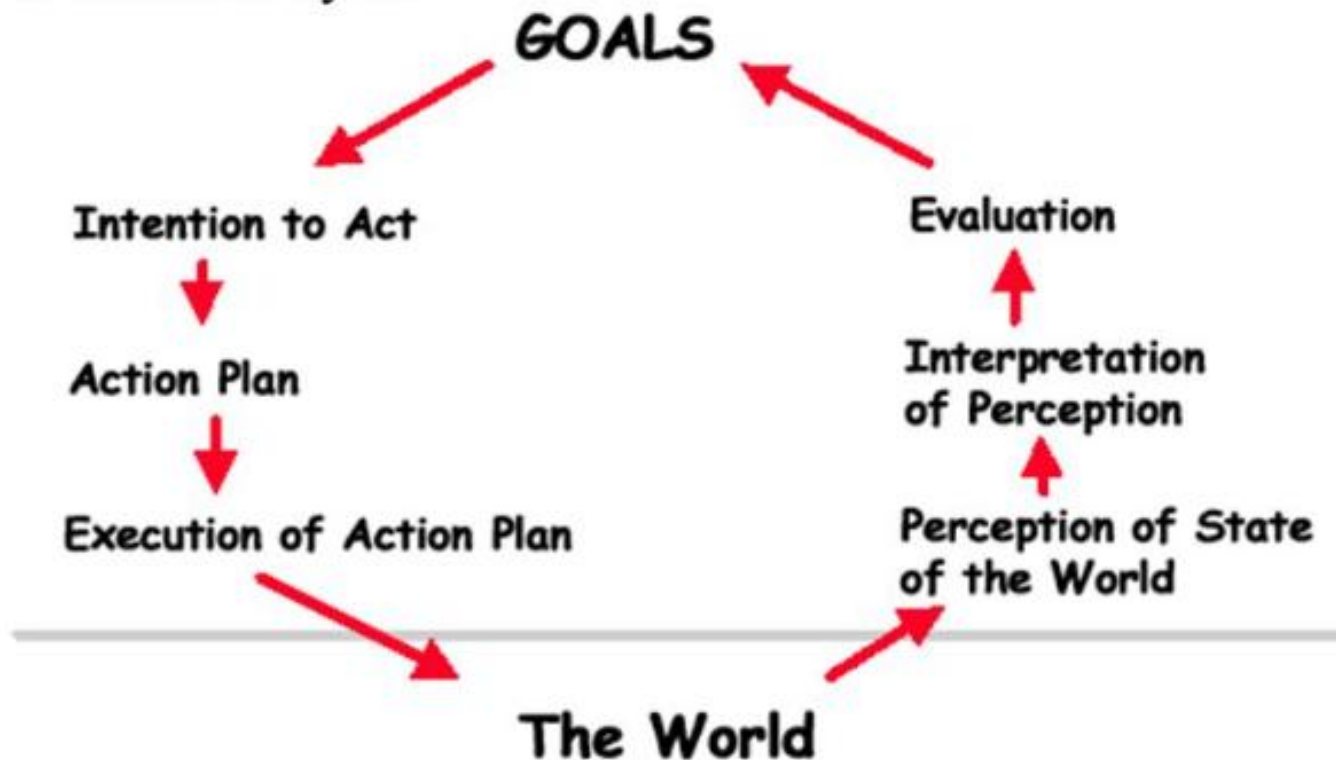 GOALS
Intention to Act
Evaluation
Action Plan
Interpretation
of Perception
Execution of Action Plan
Perception of State
of the World
The World